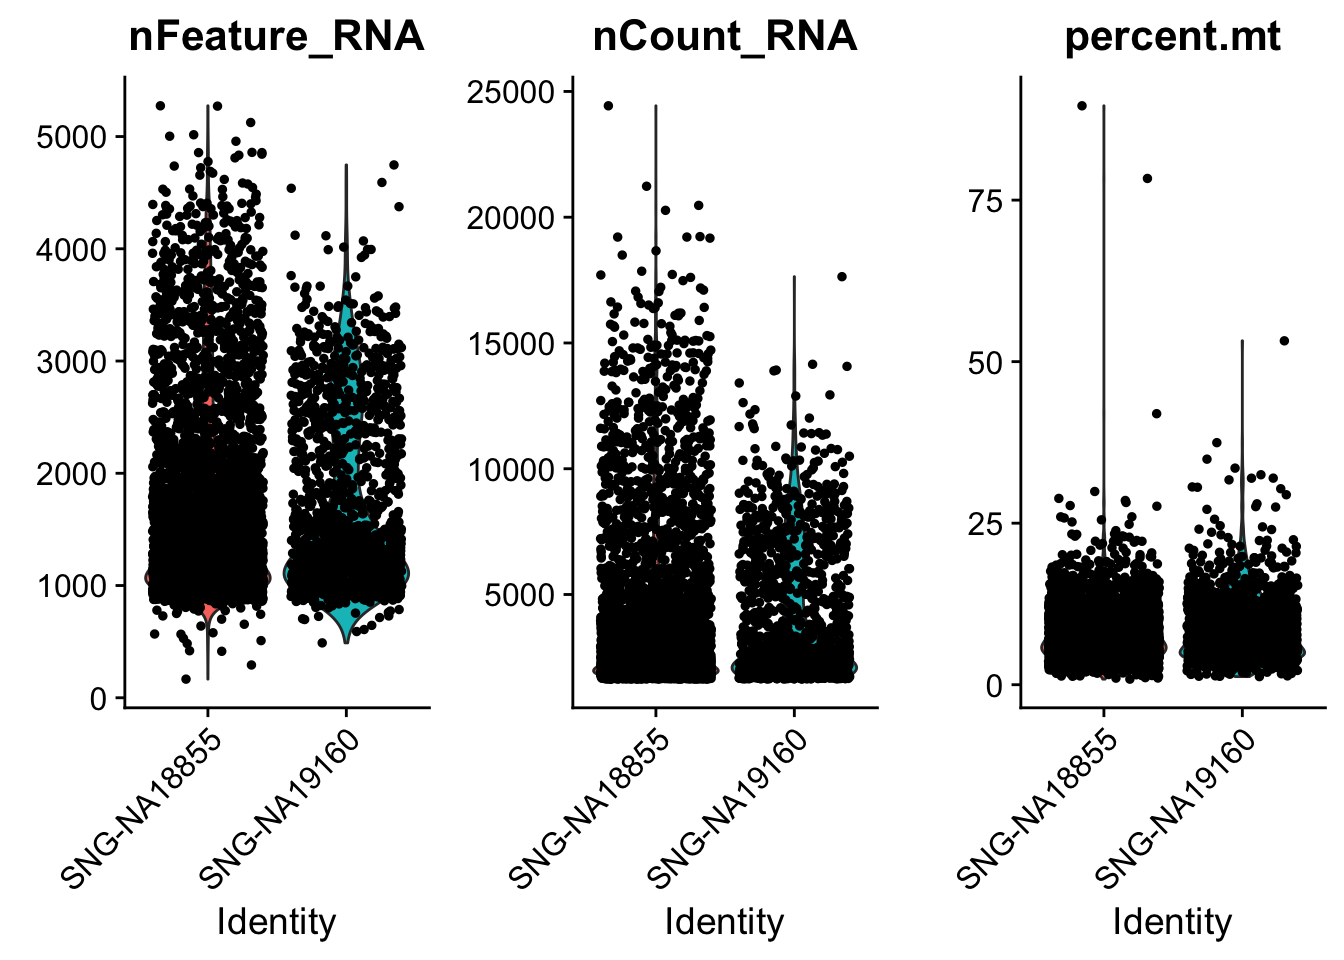 nFeature_RNA
5000
4000
3000
2000
1000
0
SNG-NA18855
SNG-NA19160
Identity
nCount_RNA
25000
20000
15000
10000
5000
SNG-NA18855
SNG-NA19160
Identity
percent.mt
75
50
25
0
SNG-NA18855
SNG-NA19160
Identity